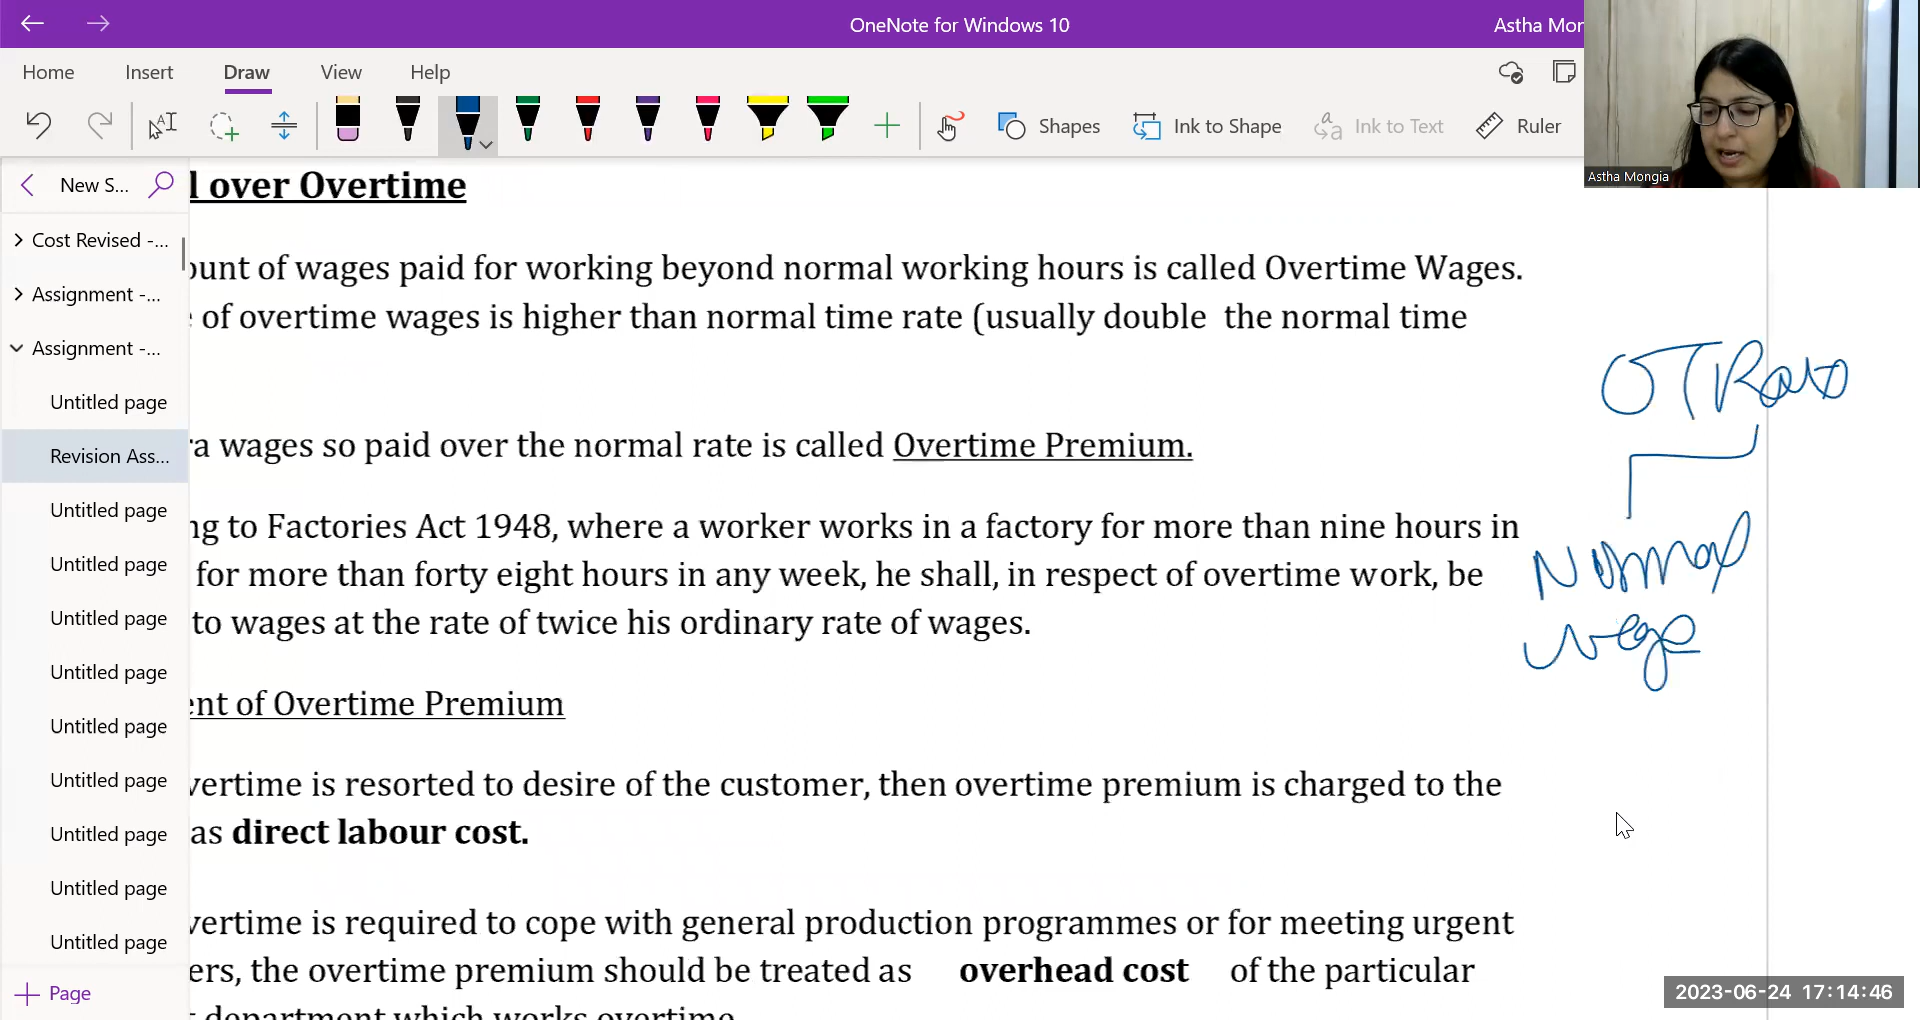 OneNote for Windows 10
Astha Mon
Home Insert Draw View Help
Shapes Ink to Shape Ink to Text Ruler
Astha Mongia
New S...
Cost Revised -...
Assignment -...
Assignment -...
Untitled page
Revision Ass...
Untitled page
Untitled page
Untitled page
Untitled page
Untitled page
Untitled page
Untitled page
Untitled page
Untitled page
Page
l over Overtime
ount of wages paid for working beyond normal working hours is called Overtime Wages.
e of overtime wages is higher than normal time rate (usually double the normal time
ra wages so paid over the normal rate is called Overtime Premium.
ng to Factories Act 1948, where a worker works in a factory for more than nine hours in
for more than forty eight hours in any week, he shall, in respect of overtime work, be
to wages at the rate of twice his ordinary rate of wages.
ent of Overtime Premium
vertime is resorted to desire of the customer, then overtime premium is charged to the
as direct labour cost.
vertime is required to cope with general production programmes or for meeting urgent
ers, the overtime premium should be treated as overhead cost of the particular
department which works overtime
OT Rate
Normal
wage
2023-06-24 17:14:46